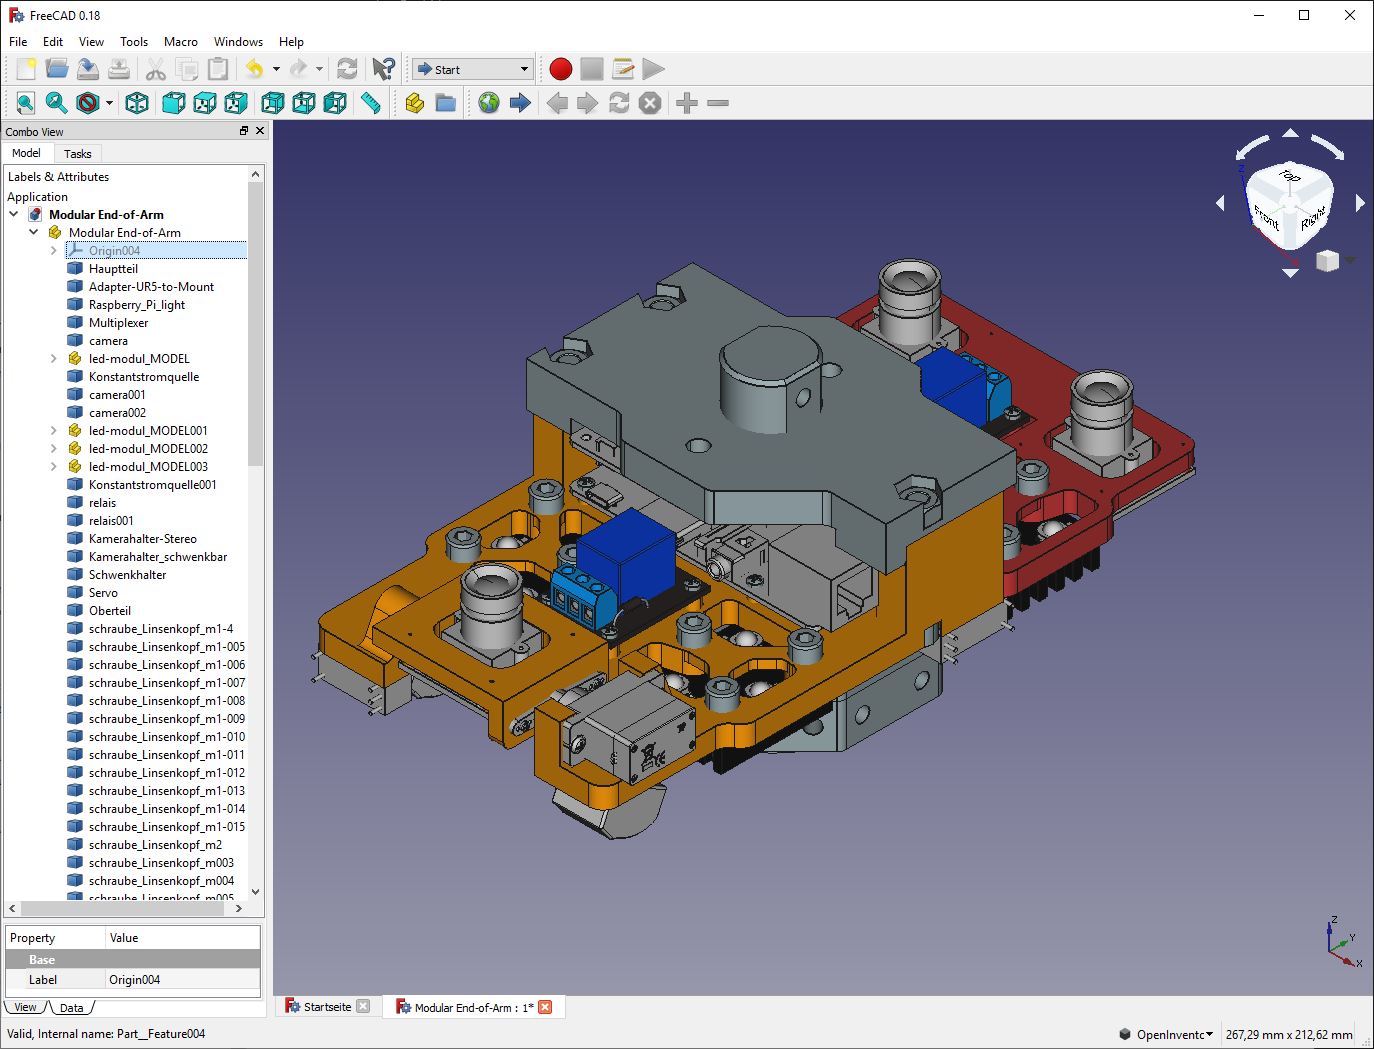 FreeCAD 0.18
File Edit View Tools Macro Windows Help
Start
Combo View
Model Tasks
Labels & Attributes
Application
Modular End-of-Arm
Modular End-of-Arm
Origin004
Hauptteil
Adapter-UR5-to-Mount
Raspberry_Pi_light
Multiplexer
camera
led-modul_MODEL
Konstantstromquelle
camera001
camera002
led-modul_MODEL001
led-modul_MODEL002
led-modul_MODEL003
Konstantstromquelle001
relais
relais001
Kamerahalter-Stereo
Kamerahalter_schwenkbar
Schwenkhalter
Servo
Oberteil
schraube_Linsenkopf_m1-4
schraube_Linsenkopf_m1-005
schraube_Linsenkopf_m1-006
schraube_Linsenkopf_m1-007
schraube_Linsenkopf_m1-008
schraube_Linsenkopf_m1-009
schraube_Linsenkopf_m1-010
schraube_Linsenkopf_m1-011
schraube_Linsenkopf_m1-012
schraube_Linsenkopf_m1-013
schraube_Linsenkopf_m1-014
schraube_Linsenkopf_m1-015
schraube_Linsenkopf_m2
schraube_Linsenkopf_m003
schraube_Linsenkopf_m004
schraube_Linsenkopf_m005
Property Value
Base
Label Origin004
View Data
Z
Top
Front Right
Z
Y
X
Startseite Modular End-of-Arm : 1*
Valid, Internal name: Part__Feature004
OpenInventc 267,29 mm x 212,62 mm